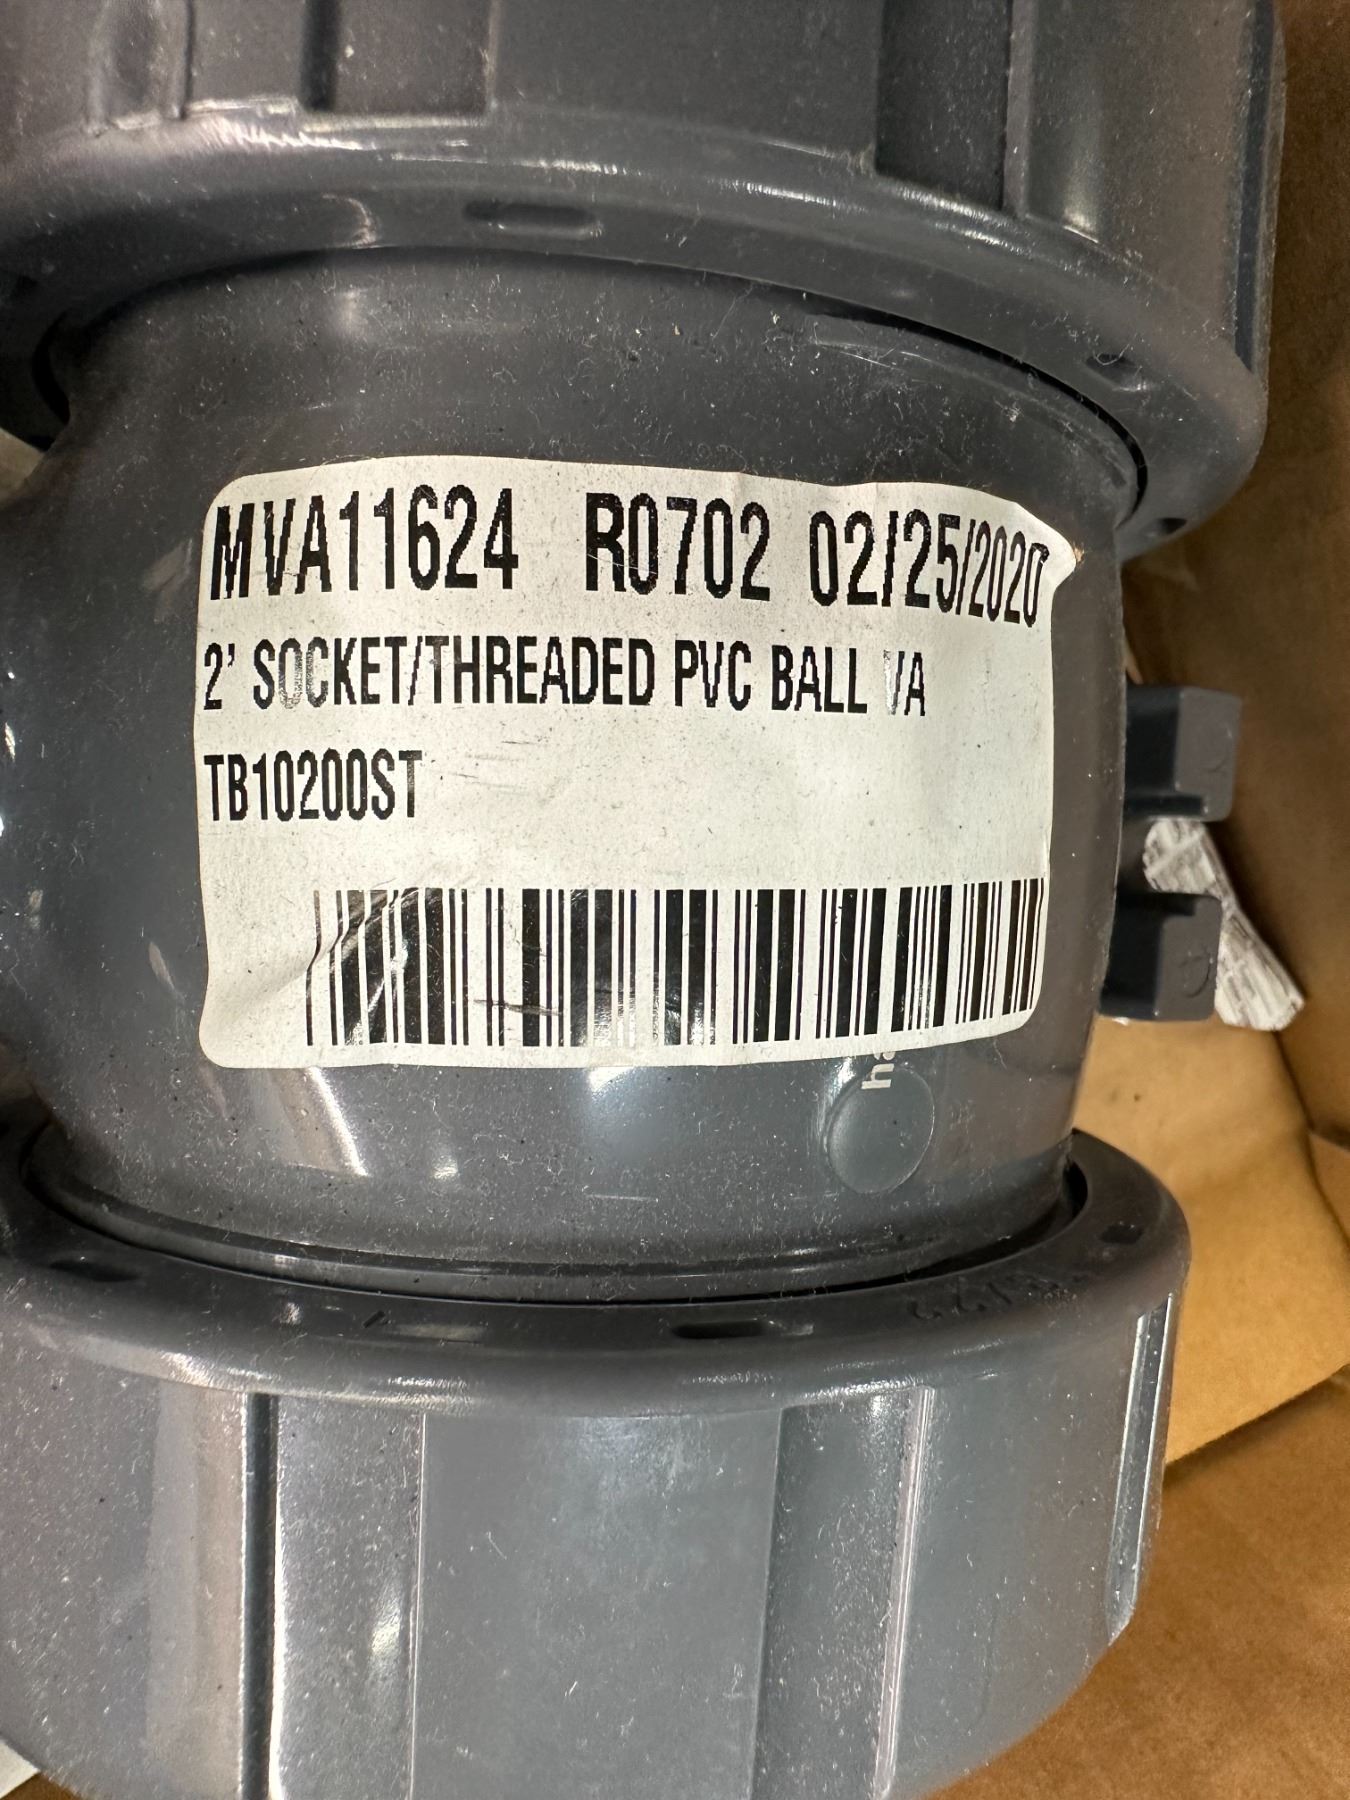 MVA11624 R0702 02/25/2020
2' SOCKET/THREADED PVC BALL VA
TB10200ST